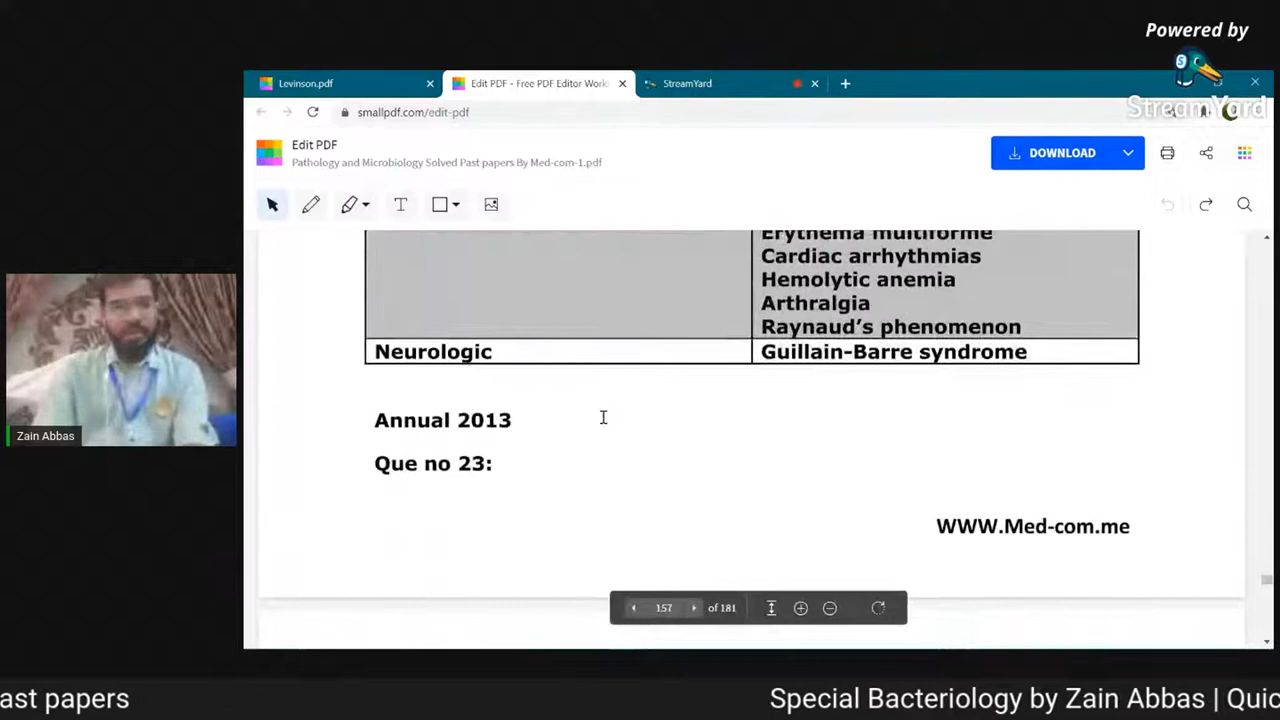 Powered by
StreamYard
Levinson.pdf
Edit PDF - Free PDF Editor Work
StreamYard
smallpdf.com/edit-pdf
Edit PDF
Pathology and Microbiology Solved Past papers By Med-com-1.pdf
DOWNLOAD
T
Erythema multiforme
Cardiac arrhythmias
Hemolytic anemia
Arthralgia
Raynaud's phenomenon
Neurologic
Guillain-Barre syndrome
Annual 2013
Que no 23:
WWW.Med-com.me
157 of 181
Zain Abbas
ast papers
Special Bacteriology by Zain Abbas | Quic